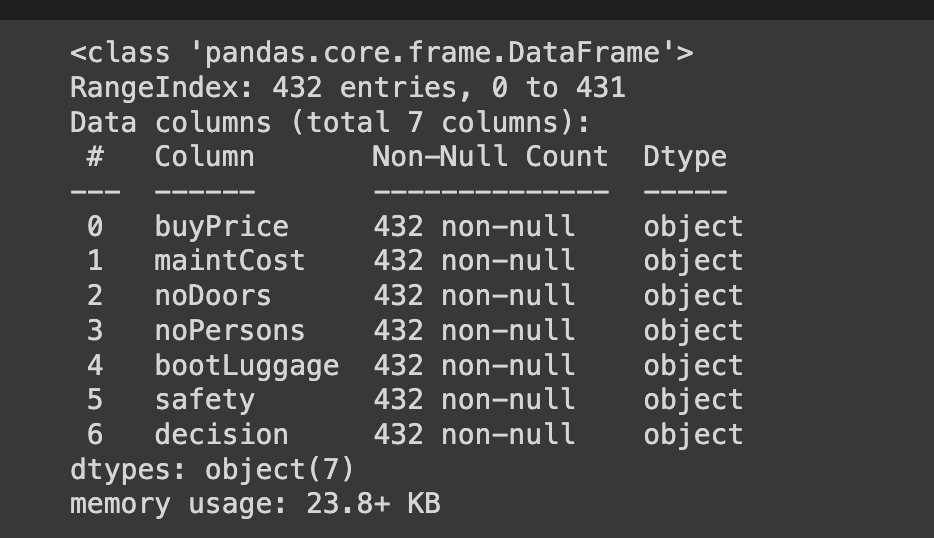 <class 'pandas.core.frame.DataFrame'>
RangeIndex: 432 entries, 0 to 431
Data columns (total 7 columns):
 #   Column       Non-Null Count  Dtype
---  ------       --------------  -----
 0   buyPrice     432 non-null    object
 1   maintCost    432 non-null    object
 2   noDoors      432 non-null    object
 3   noPersons    432 non-null    object
 4   bootLuggage  432 non-null    object
 5   safety       432 non-null    object
 6   decision     432 non-null    object
dtypes: object(7)
memory usage: 23.8+ KB